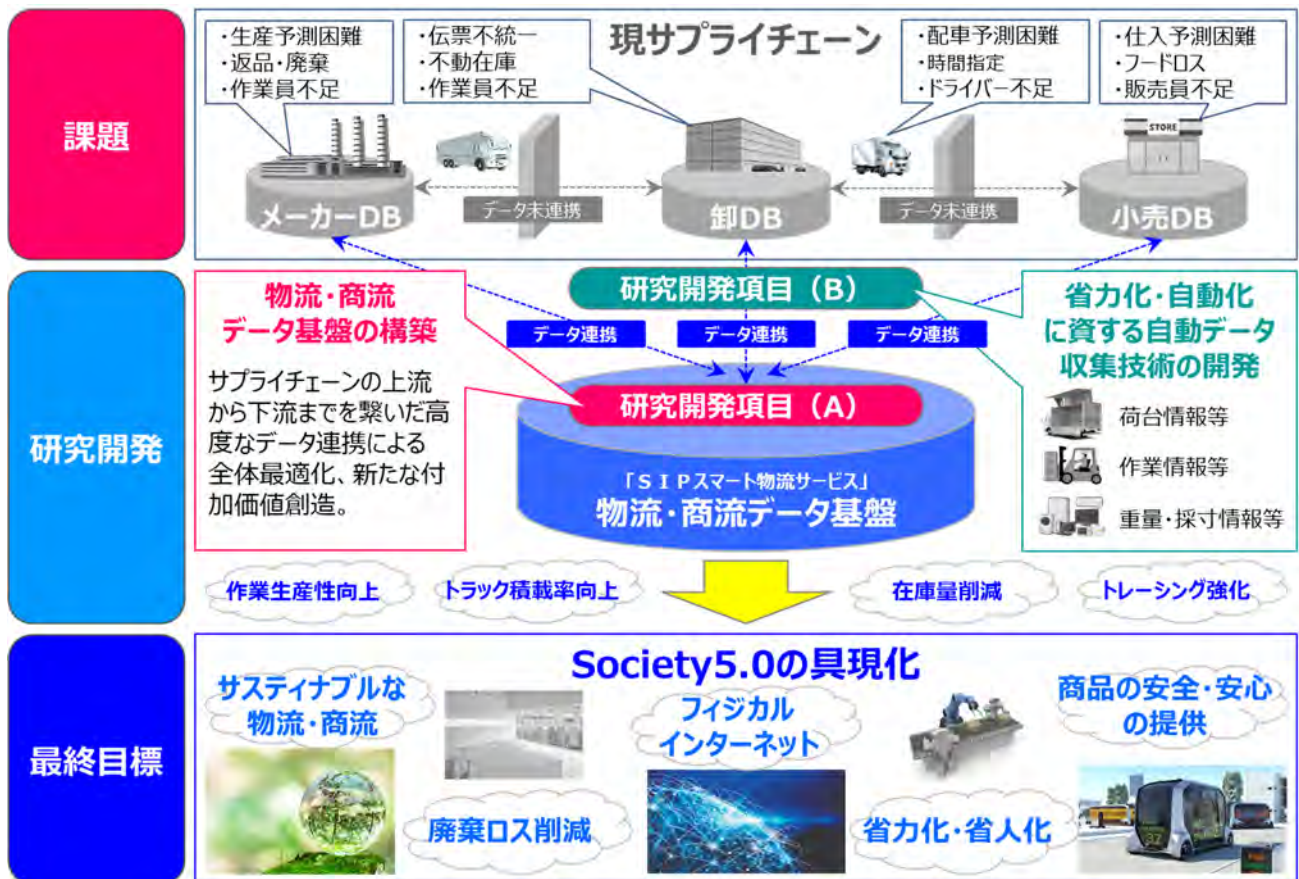 課題
現サプライチェーン
・生産予測困難
・返品・廃棄
・作業員不足
・伝票不統一
・不動在庫
・作業員不足
・配車予測困難
・時間指定
・ドライバー不足
・仕入予測困難
・フードロス
・販売員不足
STORE
メーカーDB
データ未連携
卸DB
データ未連携
小売DB
研究開発
物流・商流
データ基盤の構築
サプライチェーンの上流
から下流までを繋いだ高
度なデータ連携による
全体最適化、新たな付
加価値創造。
研究開発項目（B）
データ連携
データ連携
データ連携
研究開発項目（A）
「ＳＩＰスマート物流サービス」
物流・商流データ基盤
省力化・自動化
に資する自動データ
収集技術の開発
荷台情報等
作業情報等
重量・採寸情報等
作業生産性向上
トラック積載率向上
在庫量削減
トレーシング強化
最終目標
Society5.0の具現化
サスティナブルな
物流・商流
廃棄ロス削減
フィジカル
インターネット
省力化・省人化
商品の安全・安心
の提供
37